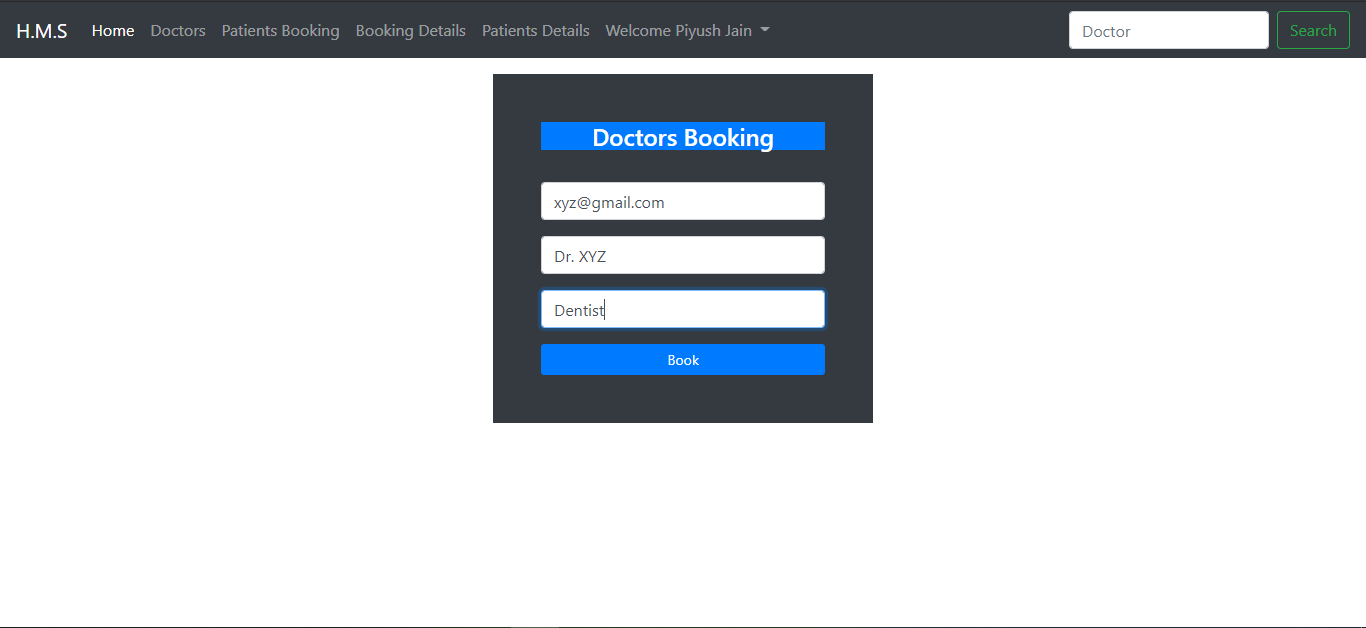 H.M.S Home Doctors Patients Booking Booking Details Patients Details Welcome Piyush Jain Doctor Search
Doctors Booking
xyz@gmail.com
Dr. XYZ
Dentist
Book